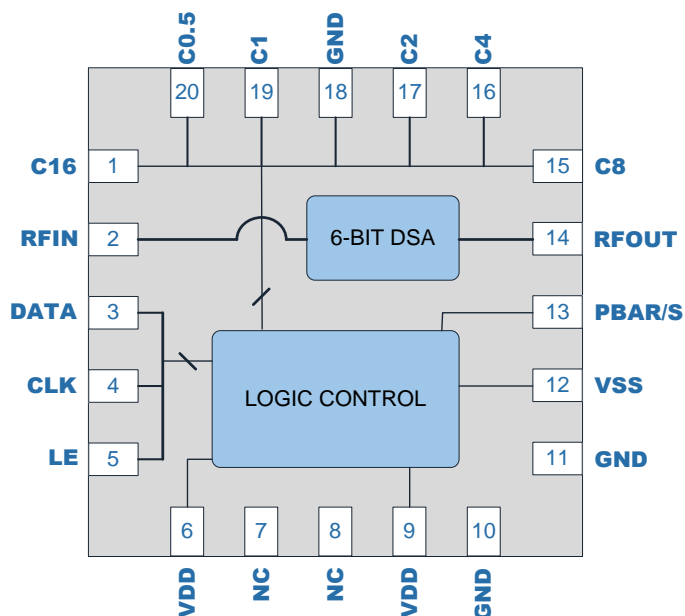 C0.5
C1
GND
C2
C4
20
19
18
17
16
C16
1
15
C8
RFIN
2
6-BIT DSA
14
RFOUT
DATA
3
13
PBAR/S
CLK
4
LOGIC CONTROL
12
VSS
LE
5
11
GND
6
7
8
9
10
VDD
NC
NC
VDD
GND